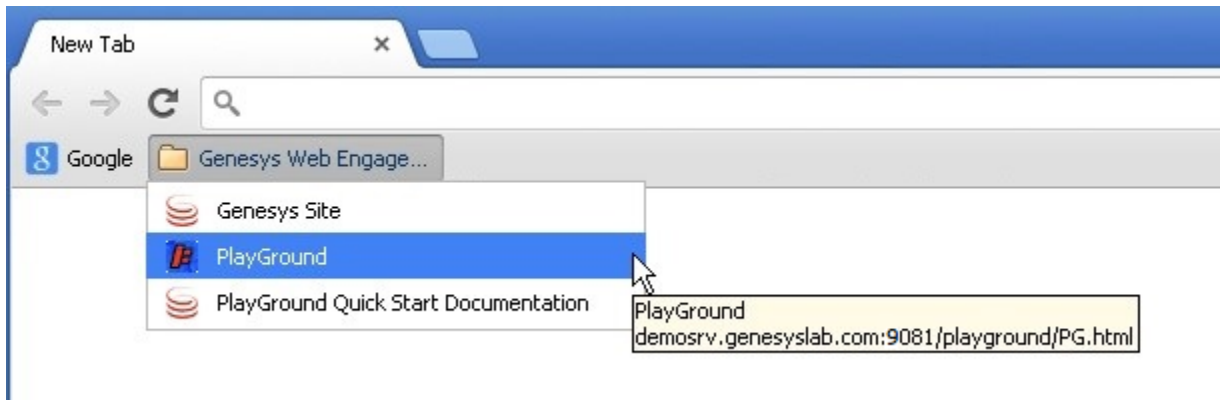 New Tab
Google
Genesys Web Engage...
Genesys Site
PlayGround
PlayGround Quick Start Documentation
PlayGround
demosrv.genesyslab.com:9081/playground/PG.html